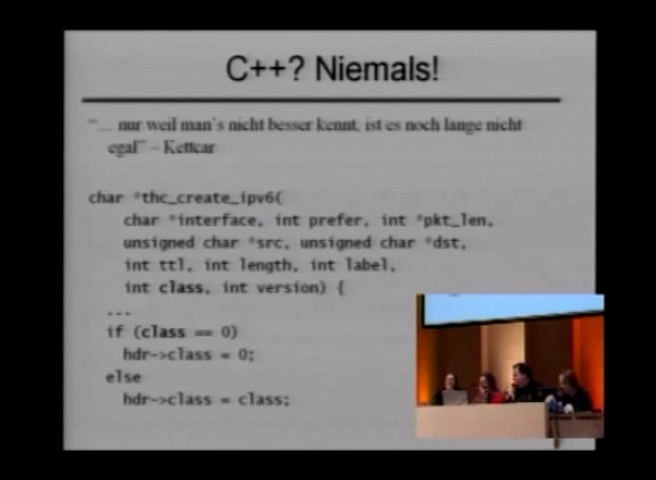 C++? Niemals!
"... nur weil man's nicht besser kennt, ist es noch lange nicht
egal" – Kettcar
char *thc_create_ipv6(
char *interface, int prefer, int *pkt_len,
unsigned char *src, unsigned char *dst,
int ttl, int length, int label,
int class, int version) {
...
if (class == 0)
hdr->class = 0;
else
hdr->class = class;